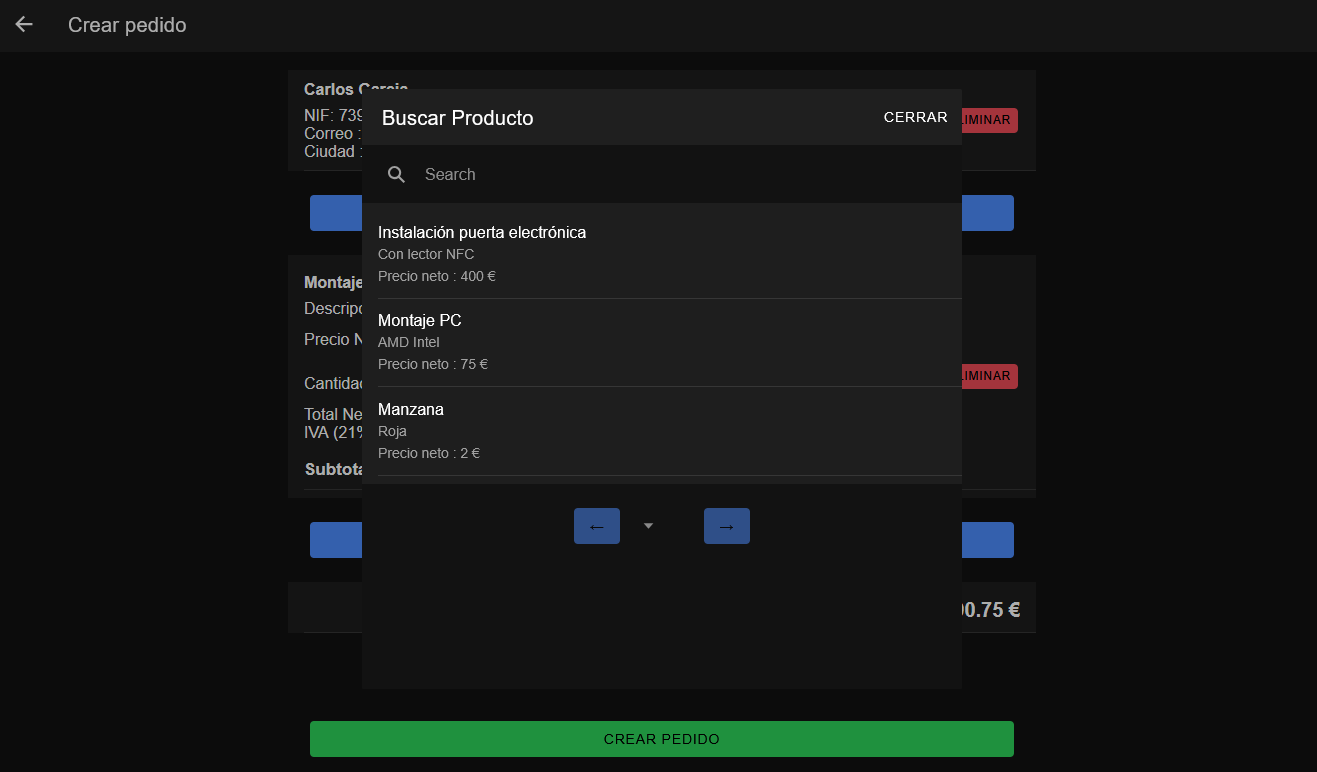 Crear pedido
Carlos
NIF: 739
Correo :
Ciudad :
Buscar Producto
CERRAR
Search
Instalación puerta electrónica
Con lector NFC
Precio neto : 400 €
Montaje PC
AMD Intel
Precio neto : 75 €
Manzana
Roja
Precio neto : 2 €
←
→
LIMINAR
Montaje
Descripc
Precio N
Cantidad
Total Ne
IVA (21%
Subtota
LIMINAR
0.75 €
CREAR PEDIDO